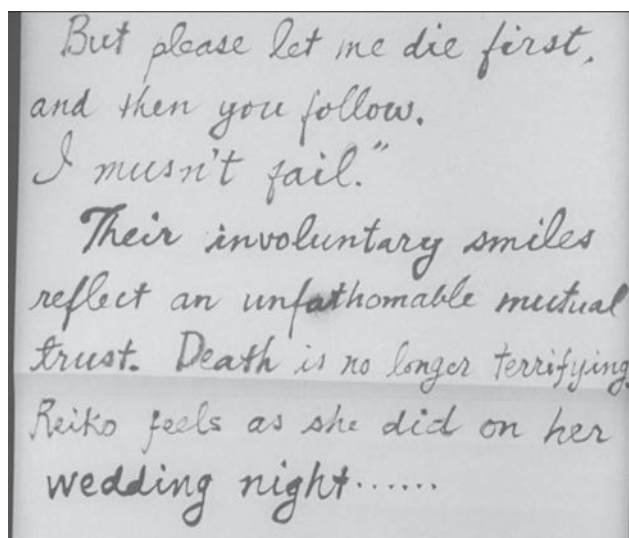 But please let me die first,
and then you follow.
I musn't fail."
Their involuntary smiles
reflect an unfathomable mutual
trust. Death is no longer terrifying.
Reiko feels as she did on her
wedding night......